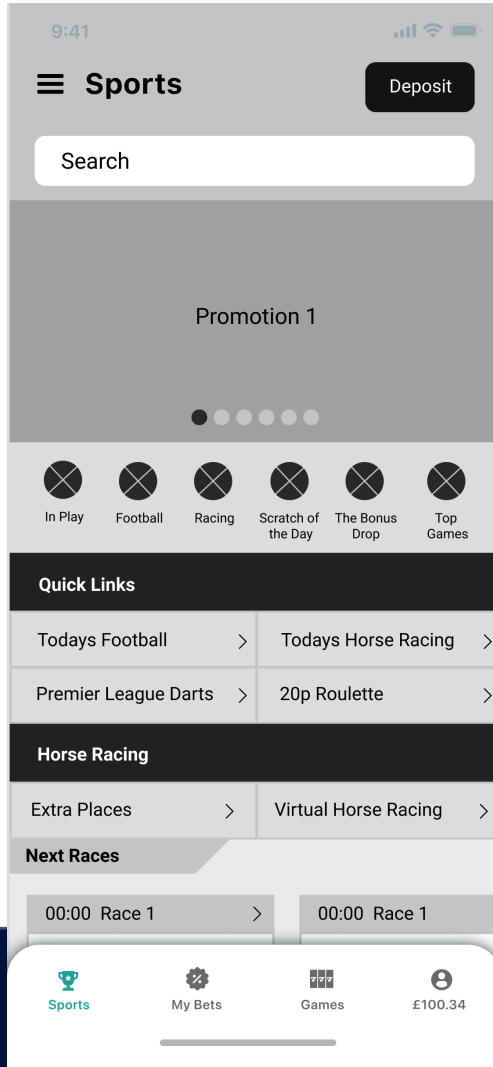 9:41
Sports
Deposit
Search
Promotion 1
In Play
Football
Racing
Scratch of
the Day
The Bonus
Drop
Top
Games
Quick Links
Todays Football
Todays Horse Racing
Premier League Darts
20p Roulette
Horse Racing
Extra Places
Virtual Horse Racing
Next Races
00:00 Race 1
00:00 Race 1
777
Sports
My Bets
Games
£100.34